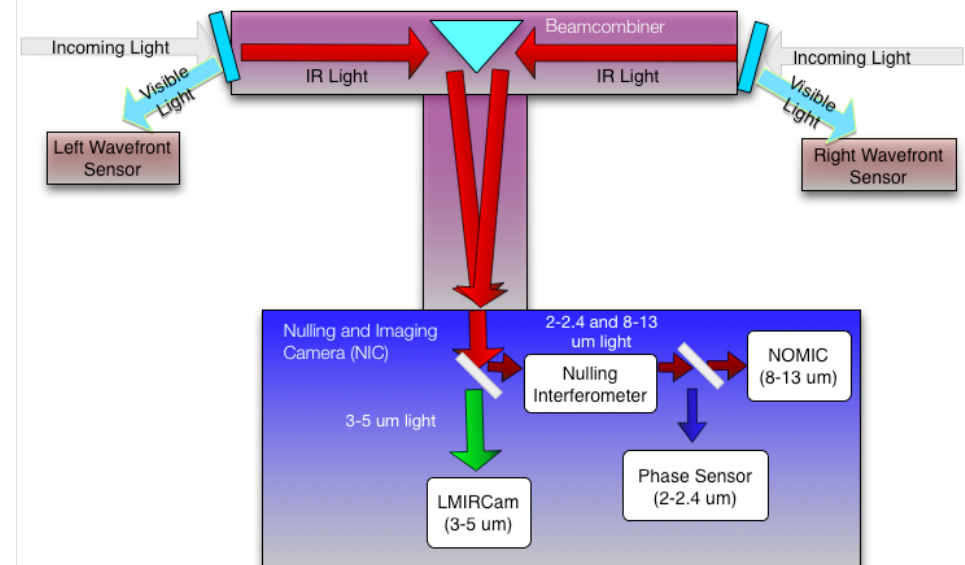 Beamcombiner
Incoming Light
IR Light
IR Light
Incoming Light
Visible
Light
Visible
Light
Left Wavefront
Sensor
Right Wavefront
Sensor
Nulling and Imaging
Camera (NIC)
2-2.4 and 8-13
um light
Nulling
Interferometer
NOMIC
(8-13 um)
3-5 um light
LMIRCam
(3-5 um)
Phase Sensor
(2-2.4 um)